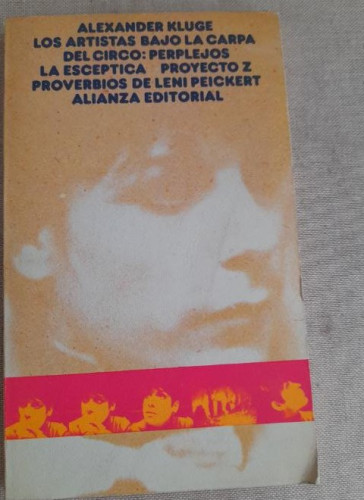 ALEXANDER KLUGE
LOS ARTISTAS BAJO LA CARPA
DEL CIRCO: PERPLEJOS
LA ESCEPTICA PROYECTO Z
PROVERBIOS DE LENI PEICKERT
ALIANZA EDITORIAL